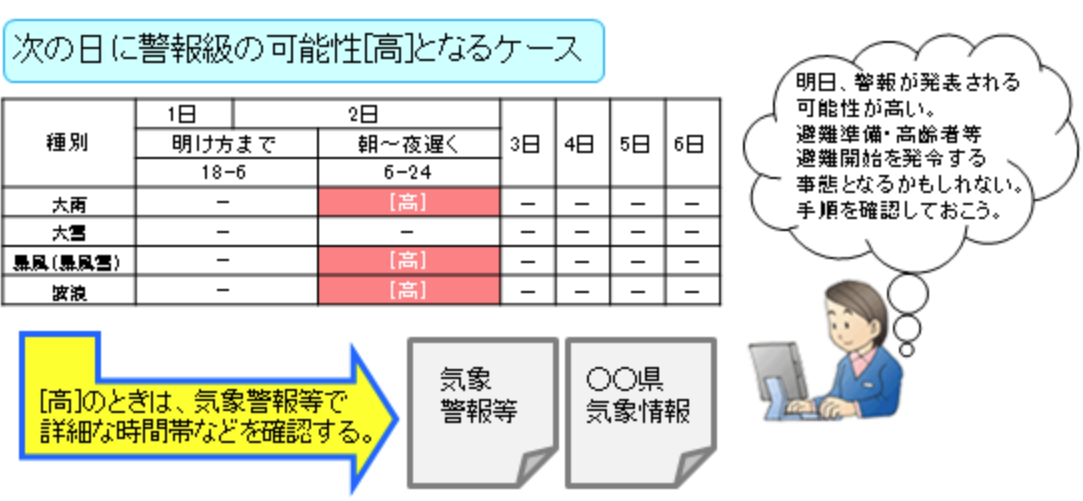 次の日に警報級の可能性[高]となるケース
種別 1日 2日 3日 4日 5日 6日
明け方まで 朝～夜遅く
18-6 6-24
大雨 － [高] － － － －
大雪 － － － － － －
暴風(暴風雪) － [高] － － － －
波浪 － [高] － － － －
明日、警報が発表される
可能性が高い。
避難準備・高齢者等
避難開始を発令する
事態となるかもしれない。
手順を確認しておこう。
[高]のときは、気象警報等で
詳細な時間帯などを確認する。
気象
警報等
〇〇県
気象情報